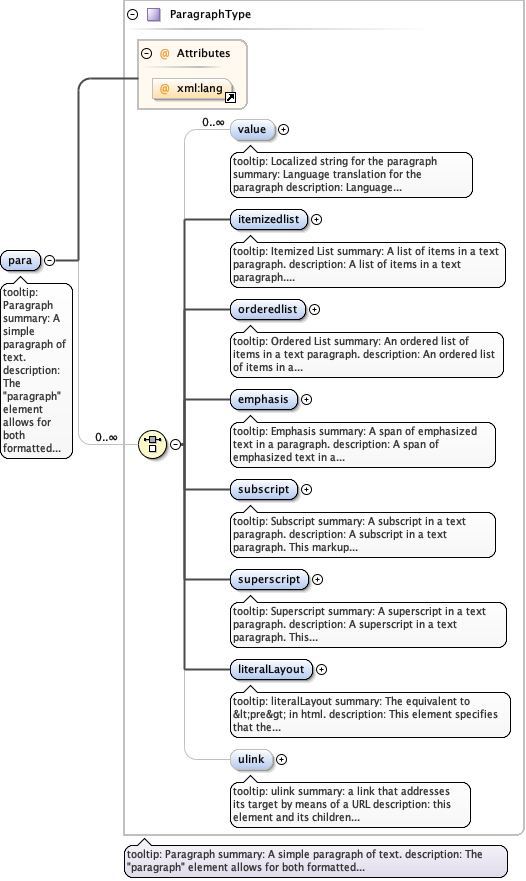 ParagraphType
@ Attributes
@ xml:lang
0..∞
value
tooltip: Localized string for the paragraph
summary: Language translation for the
paragraph description: Language...
itemizedlist
tooltip: Itemized List summary: A list of items in a text
paragraph. description: A list of items in a text
paragraph....
para
tooltip:
Paragraph
summary: A
simple
paragraph of
text.
description:
The
"paragraph"
element
allows for
both
formatted...
orderedlist
tooltip: Ordered List summary: An ordered list of
items in a text paragraph. description: An ordered list
of items in a...
emphasis
tooltip: Emphasis summary: A span of emphasized
text in a paragraph. description: A span of
emphasized text in a...
0..∞
subscript
tooltip: Subscript summary: A subscript in a text
paragraph. description: A subscript in a text
paragraph. This markup...
superscript
tooltip: Superscript summary: A superscript in a text
paragraph. description: A superscript in a text
paragraph. This...
literalLayout
tooltip: literalLayout summary: The equivalent to
&lt;pre&gt; in html. description: This element specifies
that the...
ulink
tooltip: ulink summary: a link that addresses
its target by means of a URL description: this
element and its children...
tooltip: Paragraph summary: A simple paragraph of text. description: The
"paragraph" element allows for both formatted...